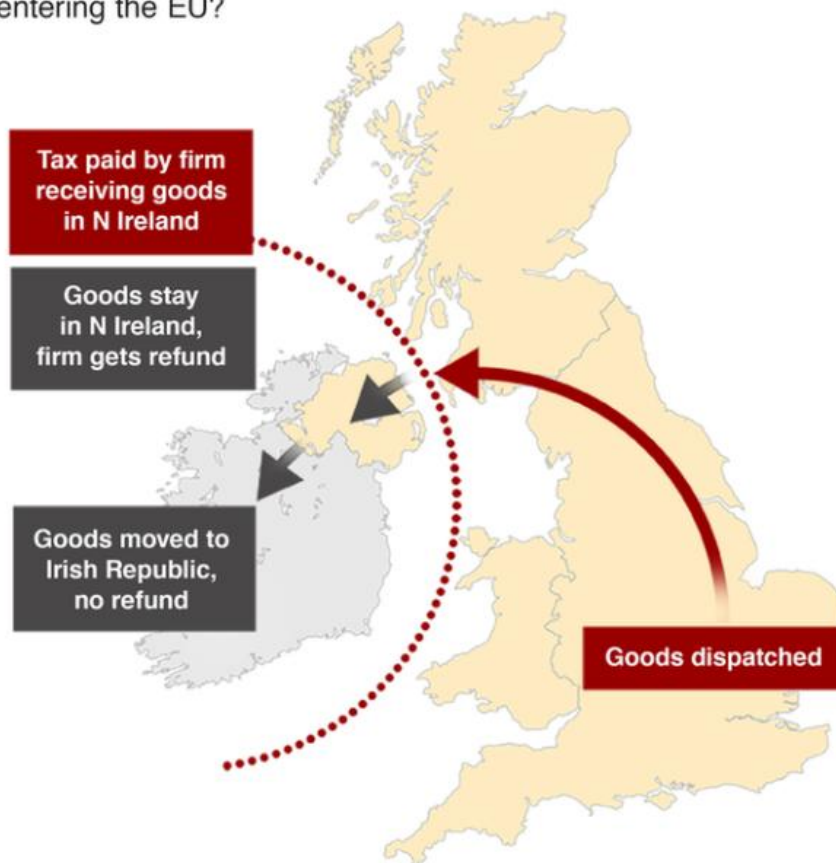 entering the EU?
Tax paid by firm
receiving goods
in N Ireland
Goods stay
in N Ireland,
firm gets refund
Goods moved to
Irish Republic,
no refund
Goods dispatched